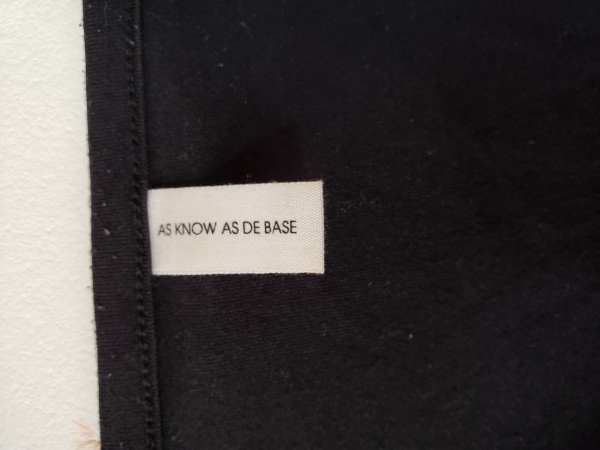 AS KNOW AS DE BASE